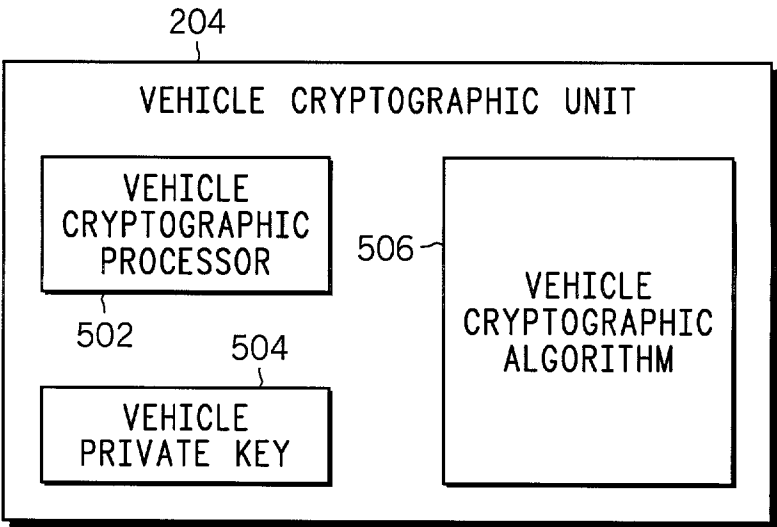 204
VEHICLE CRYPTOGRAPHIC UNIT
VEHICLE
CRYPTOGRAPHIC
PROCESSOR
502
504
VEHICLE
PRIVATE KEY
506
VEHICLE
CRYPTOGRAPHIC
ALGORITHM